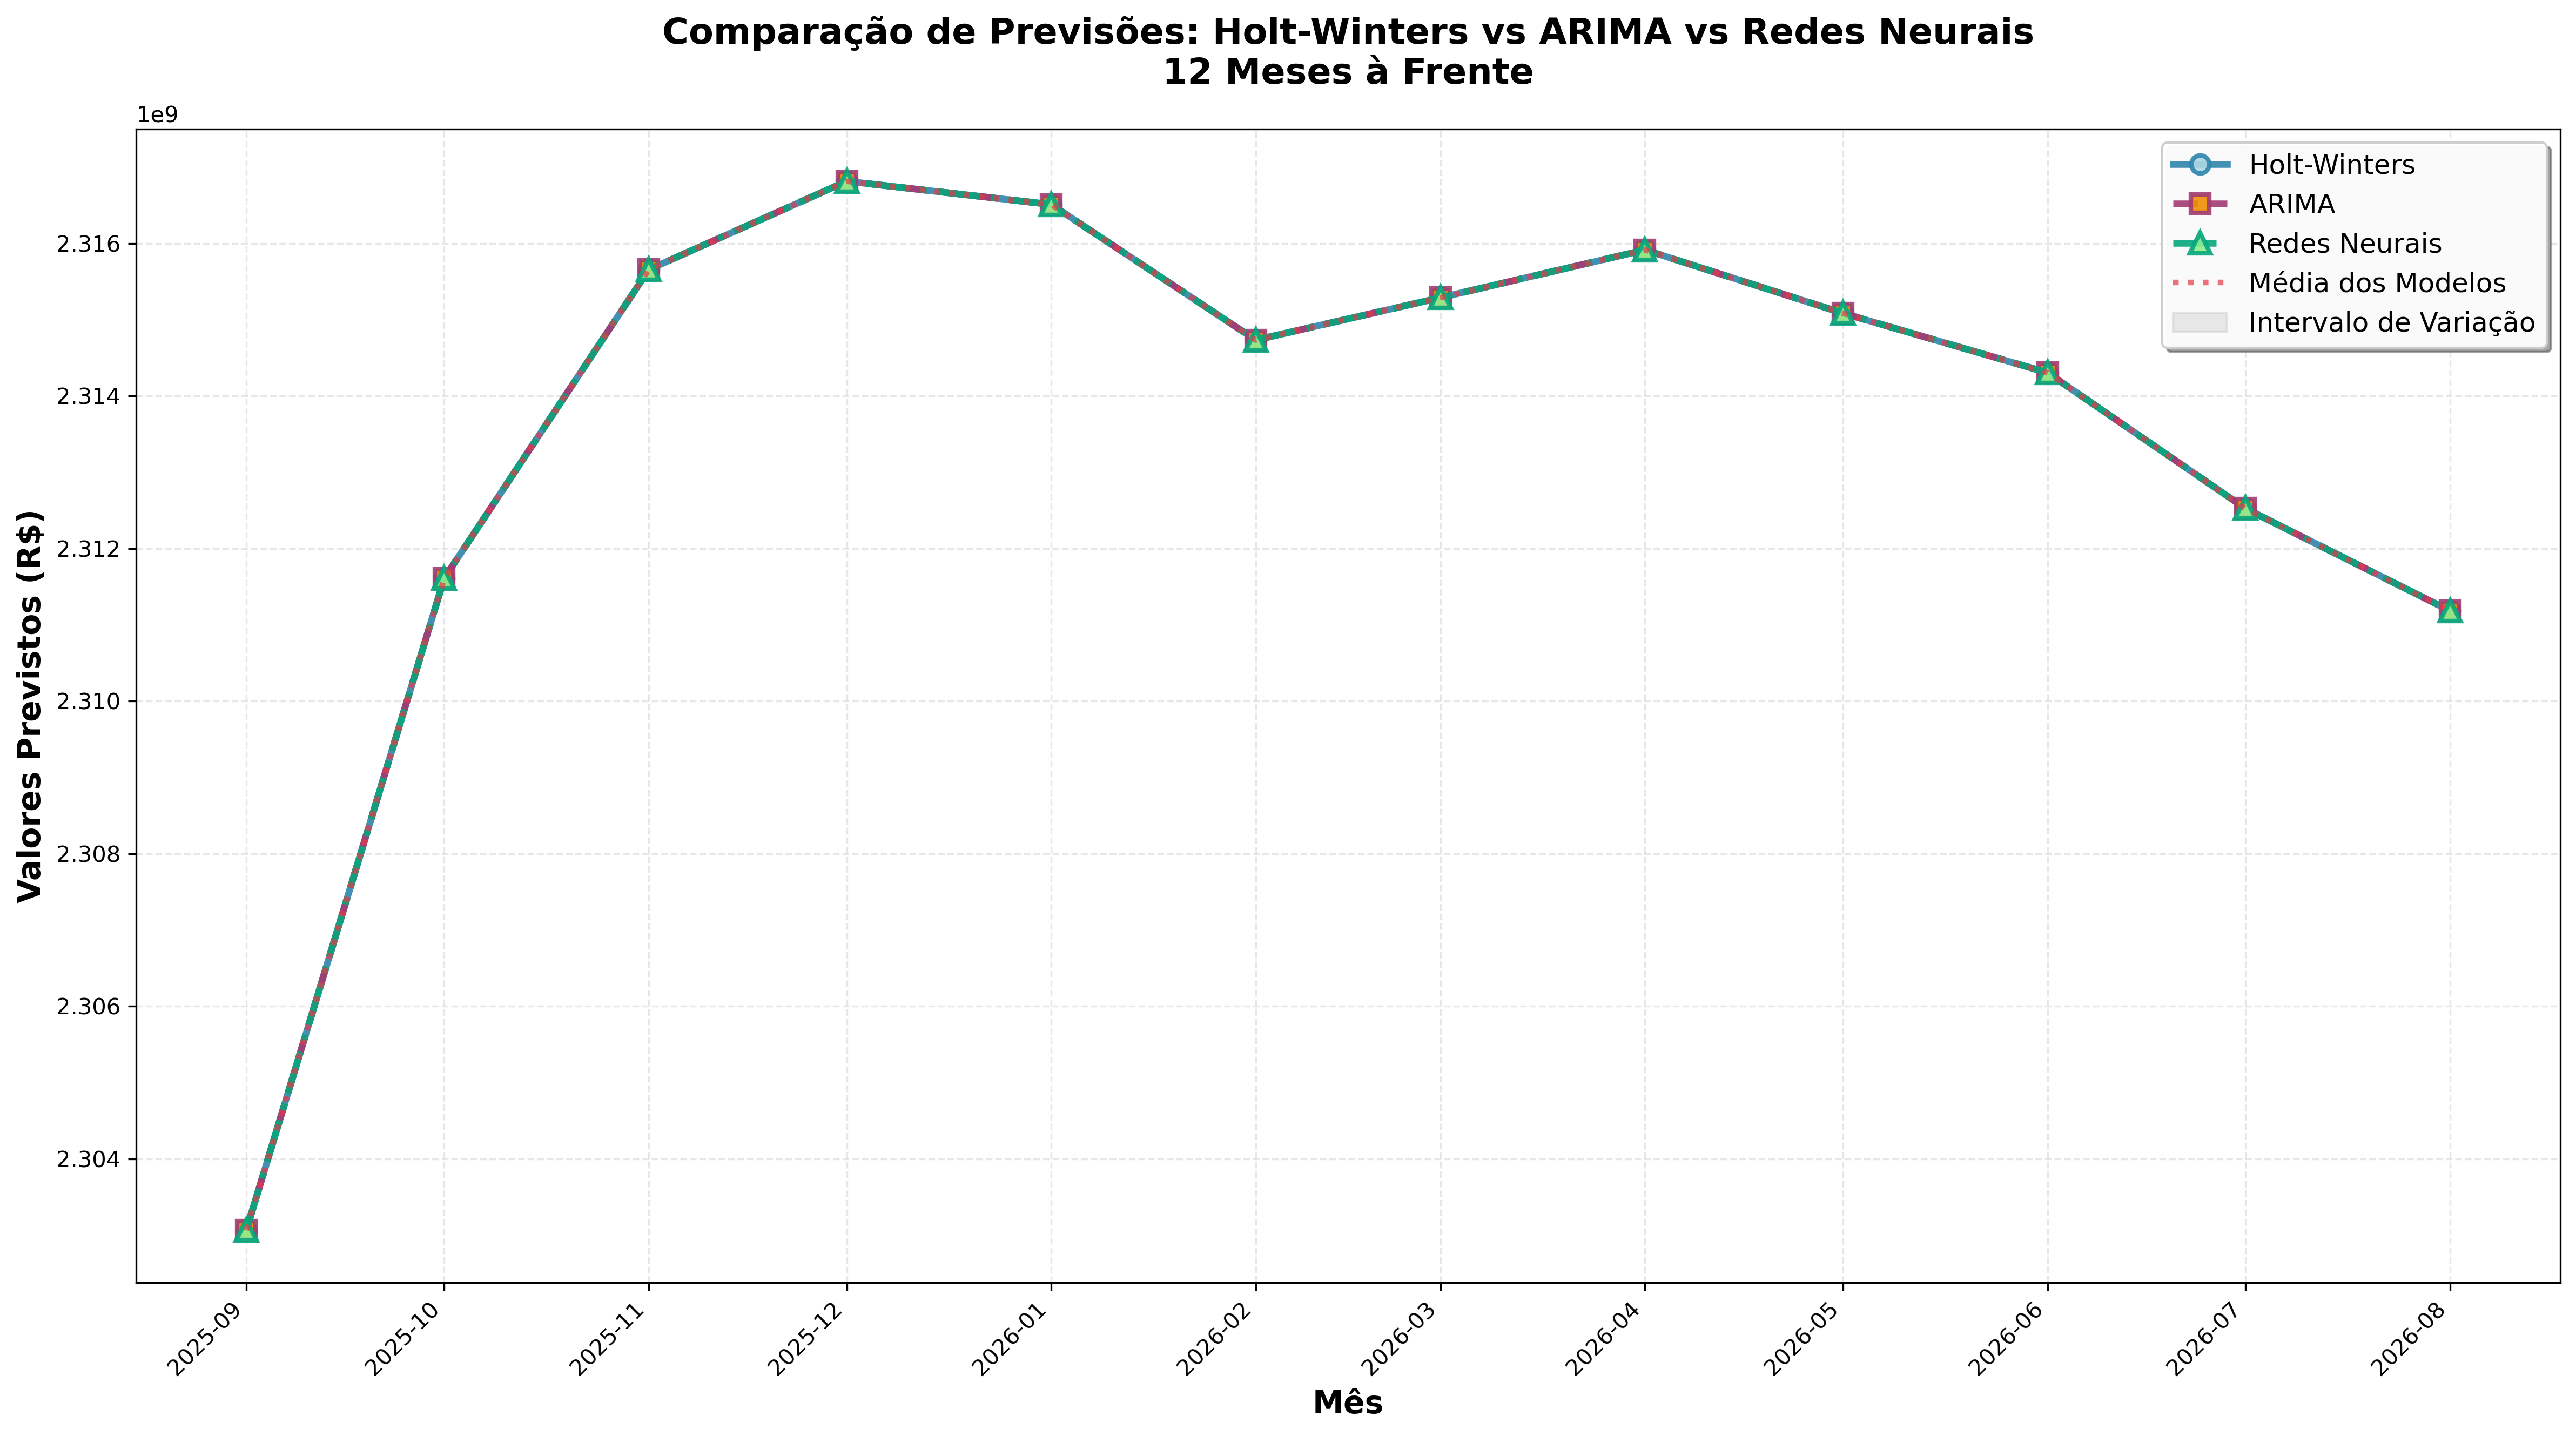 Comparação de Previsões: Holt-Winters vs ARIMA vs Redes Neurais
12 Meses à Frente
1e9
Holt-Winters
ARIMA
Redes Neurais
Média dos Modelos
Intervalo de Variação
Valores Previstos (R$)
2.316
2.314
2.312
2.310
2.308
2.306
2.304
2025-09
2025-10
2025-11
2025-12
2026-01
2026-02
2026-03
2026-04
2026-05
2026-06
2026-07
2026-08
Mês